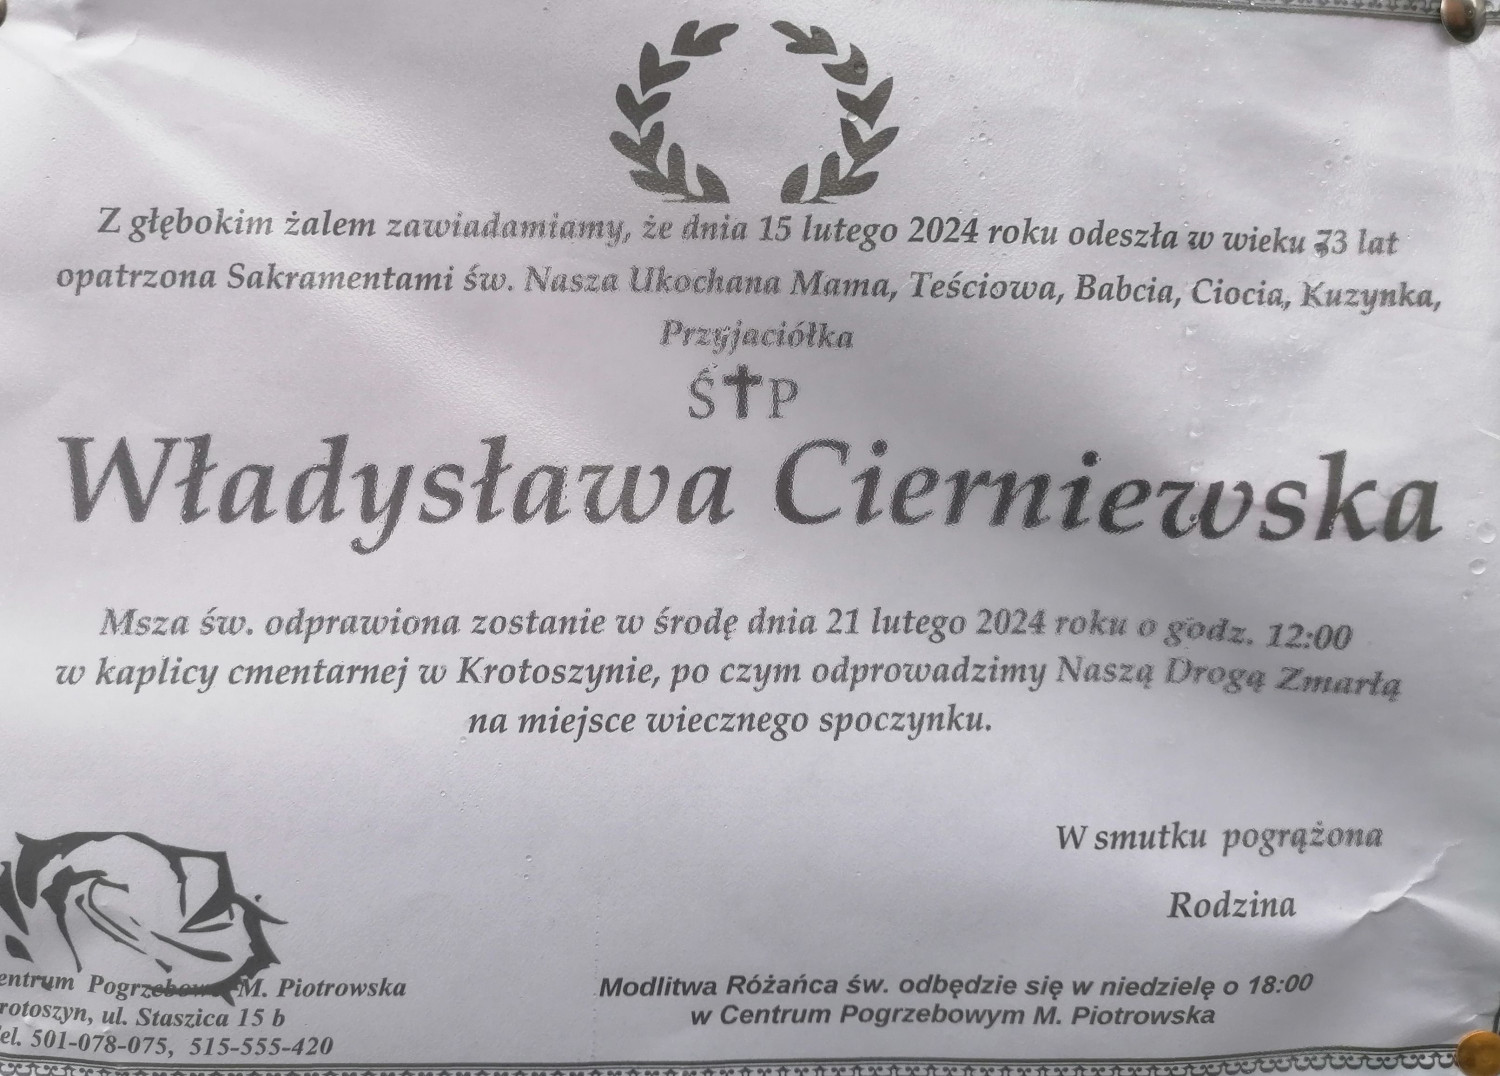 Z głębokim żalem zawiadamiamy, że dnia 15 lutego 2024 roku odeszła w wieku 73 lat
opatrzona Sakramentami św. Nasza Ukochana Mama, Teściowa, Babcia, Ciocia, Kuzynka,
Przyjaciółka
Ś✝P
Władysława Cierniewska
Msza św. odprawiona zostanie w środę dnia 21 lutego 2024 roku o godz. 12:00
w kaplicy cmentarnej w Krotoszynie, po czym odprowadzimy Naszą Drogą Zmarłą
na miejsce wiecznego spoczynku.
W smutku pogrążona
Rodzina
entrum Pogrzebowe M. Piotrowska
rotoszyn, ul. Staszica 15 b
el. 501-078-075, 515-555-420
Modlitwa Różańca św. odbędzie się w niedzielę o 18:00
w Centrum Pogrzebowym M. Piotrowska